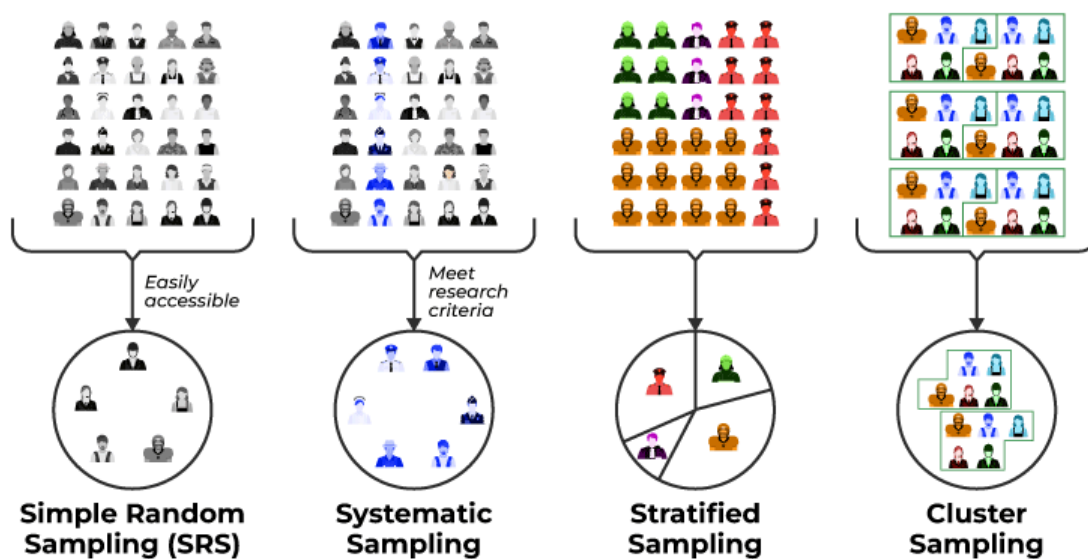 Easily
accessible
Meet
research
criteria
Simple Random
Sampling (SRS)
Systematic
Sampling
Stratified
Sampling
Cluster
Sampling